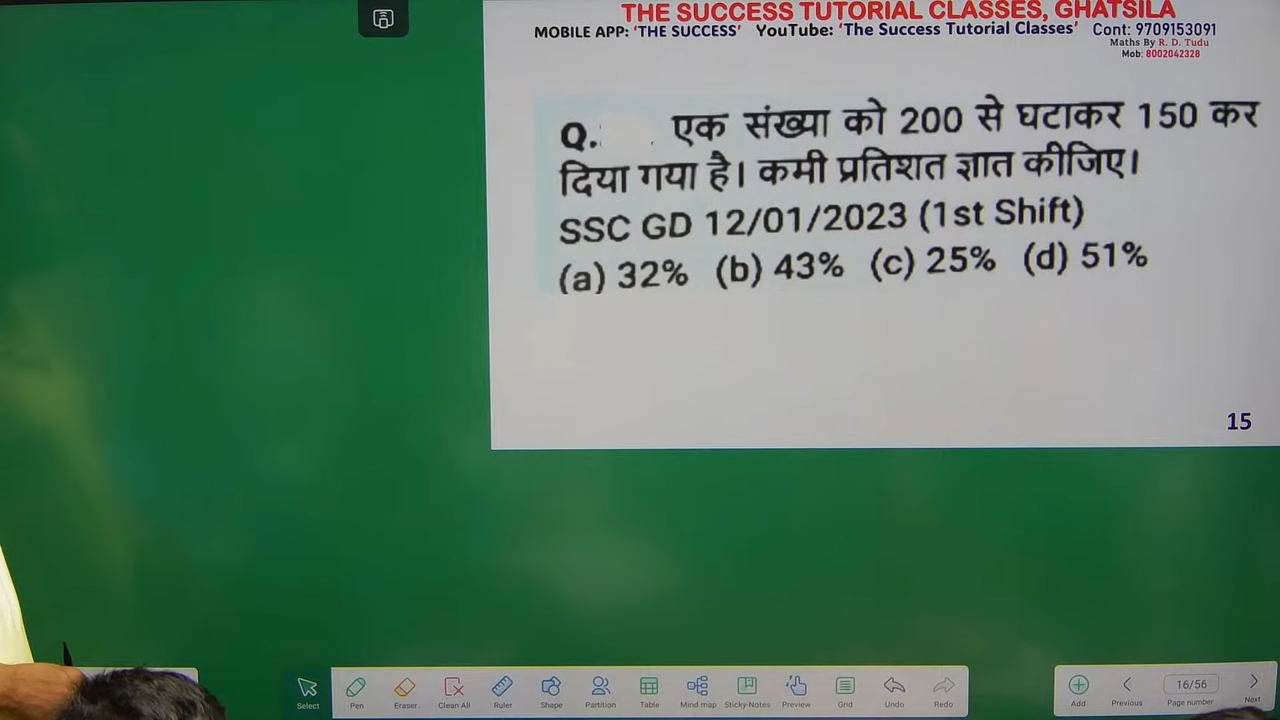 THE SUCCESS TUTORIAL CLASSES, GHATSILA
MOBILE APP: 'THE SUCCESS' YouTube: 'The Success Tutorial Classes' Cont: 9709153091
Maths By R. D. Tudu
Mob: 8002042328
Q. एक संख्या को 200 से घटाकर 150 कर
दिया गया है। कमी प्रतिशत ज्ञात कीजिए।
SSC GD 12/01/2023 (1st Shift)
(a) 32% (b) 43% (c) 25% (d) 51%
15
Select Pen Eraser Clean All Ruler Shape Partition Table Mind map Sticky-Notes Preview Grid Undo Redo Add Previous 16/56 Page number Next